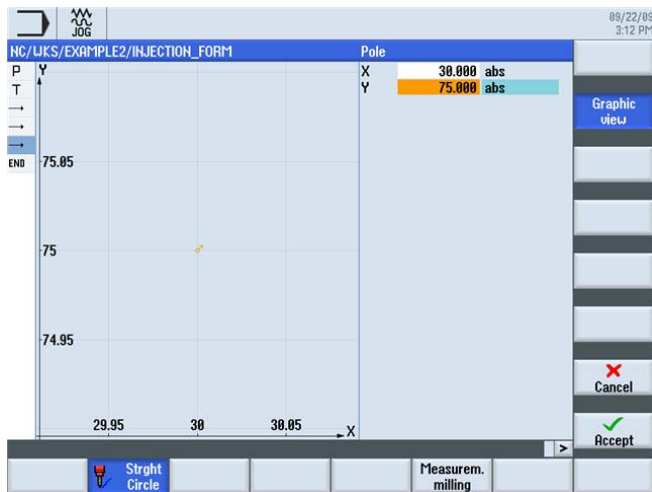 JOG
09/22/09
3:12 PM
NC/WKS/EXAMPLE2/INJECTION_FORM
Pole
P
T
END
Y
75.05
75
74.95
29.95
30
30.05
X
X 30.000 abs
Y 75.000 abs
Graphic
view
Cancel
Accept
>
Strght
Circle
Measurem.
milling